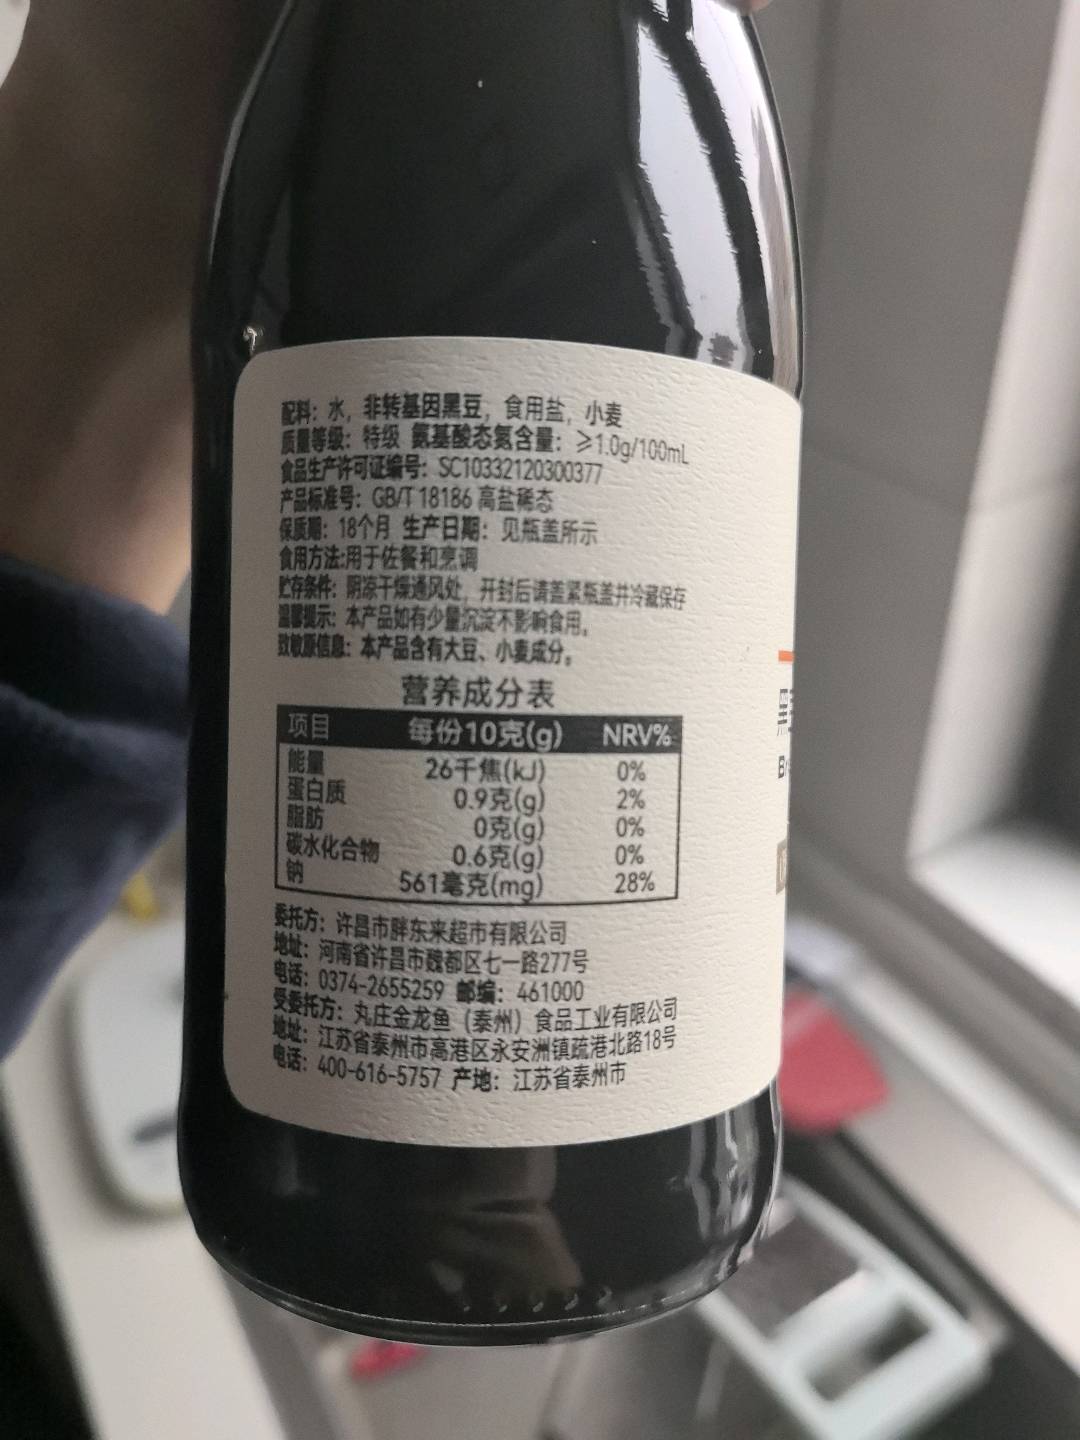 配料：水，非转基因黑豆，食用盐，小麦
质量等级：特级 氨基酸态氮含量：≥1.0g/100mL
食品生产许可证编号：SC10332120300377
产品标准号：GB/T 18186 高盐稀态
保质期：18个月 生产日期：见瓶盖所示
食用方法:用于佐餐和烹调
贮存条件：阴凉干燥通风处，开封后请盖紧瓶盖并冷藏保存
温馨提示：本产品如有少量沉淀不影响食用。
致敏原信息：本产品含有大豆、小麦成分。
营养成分表
项目 每份10克(g) NRV%
能量 26千焦(kJ) 0%
蛋白质 0.9克(g) 2%
脂肪 0克(g) 0%
碳水化合物 0.6克(g) 0%
钠 561毫克(mg) 28%
委托方：许昌市胖东来超市有限公司
地址：河南省许昌市魏都区七一路277号
电话：0374-2655259 邮编：461000
受委托方：丸庄金龙鱼（泰州）食品工业有限公司
地址：江苏省泰州市高港区永安洲镇疏港北路18号
电话：400-616-5757 产地：江苏省泰州市
黑